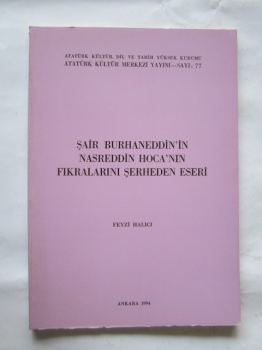 ATATÜRK KÜLTÜR, DİL VE TARİH YÜKSEK KURUMU
ATATÜRK KÜLTÜR MERKEZİ YAYINI—SAYI: 77
ŞAİR BURHANEDDİN'İN
NASREDDİN HOCA'NIN
FIKRALARINI ŞERHEDEN ESERİ
FEYZİ HALICI
ANKARA 1994